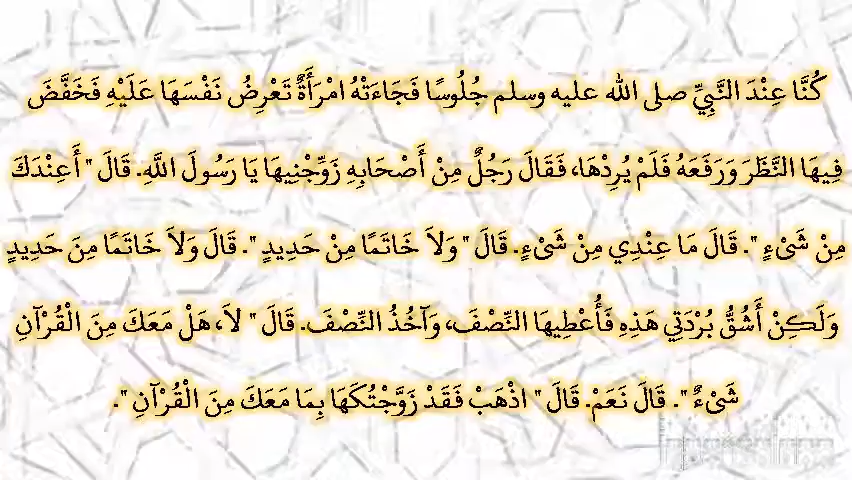 كُنَّا عِنْدَ النَّبِيِّ صلى الله عليه وسلم جُلُوسًا فَجَاءَتْهُ امْرَأَةٌ تَعْرِضُ نَفْسَهَا عَلَيْهِ فَخَفَّضَ
فِيهَا النَّظَرَ وَرَفَعَهُ فَلَمْ يُرِدْهَا، فَقَالَ رَجُلٌ مِنْ أَصْحَابِهِ زَوِّجْنِيهَا يَا رَسُولَ اللَّهِ. قَالَ " أَعِنْدَكَ
مِنْ شَىْءٍ ". قَالَ مَا عِنْدِي مِنْ شَىْءٍ. قَالَ " وَلاَ خَاتَمًا مِنْ حَدِيدٍ ". قَالَ وَلاَ خَاتَمًا مِنَ حَدِيدٍ
وَلَكِنْ أَشُقُّ بُرْدَتِي هَذِهِ فَأُعْطِيهَا النِّصْفَ، وَآخُذُ النِّصْفَ. قَالَ " لاَ، هَلْ مَعَكَ مِنَ الْقُرْآنِ
شَىْءٌ ". قَالَ نَعَمْ. قَالَ " اذْهَبْ فَقَدْ زَوَّجْتُكَهَا بِمَا مَعَكَ مِنَ الْقُرْآنِ ".